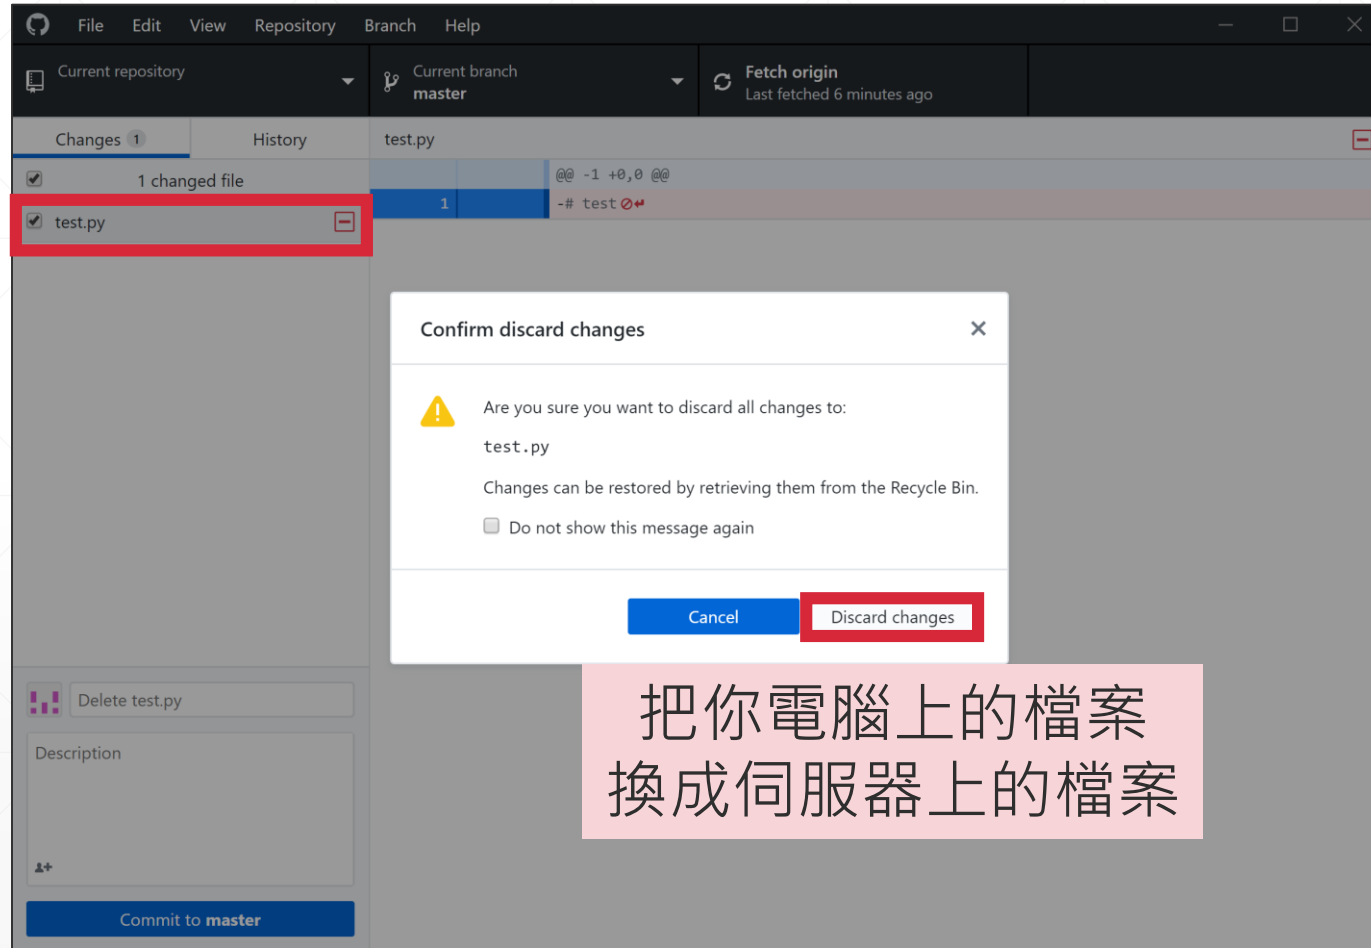 File Edit View Repository Branch Help
Current repository
Current branch
master
Fetch origin
Last fetched 6 minutes ago
Changes 1
History
test.py
1 changed file
@@ -1 +0,0 @@
1 -# test
test.py
Confirm discard changes
Are you sure you want to discard all changes to:
test.py
Changes can be restored by retrieving them from the Recycle Bin.
Do not show this message again
Cancel
Discard changes
把你電腦上的檔案
換成伺服器上的檔案
Delete test.py
Description
Commit to master